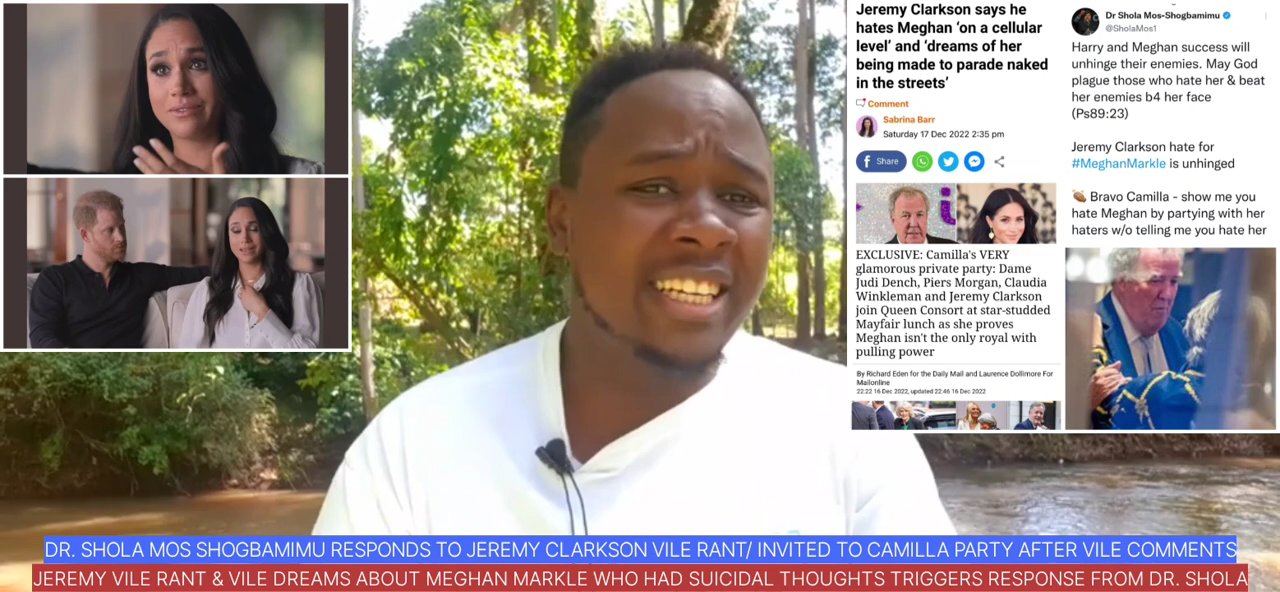 Jeremy Clarkson says he
hates Meghan ‘on a cellular
level’ and ‘dreams of her
being made to parade naked
in the streets’
Comment
Sabrina Barr
Saturday 17 Dec 2022 2:35 pm
Share
EXCLUSIVE: Camilla's VERY
glamorous private party: Dame
Judi Dench, Piers Morgan, Claudia
Winkleman and Jeremy Clarkson
join Queen Consort at star-studded
Mayfair lunch as she proves
Meghan isn't the only royal with
pulling power
By Richard Eden for the Daily Mail and Laurence Dollimore For
Mailonline
22:22 16 Dec 2022, updated 22:46 16 Dec 2022
Dr Shola Mos-Shogbamimu
@SholaMos1
Harry and Meghan success will
unhinge their enemies. May God
plague those who hate her & beat
her enemies b4 her face
(Ps89:23)
Jeremy Clarkson hate for
#MeghanMarkle is unhinged
👏🏾 Bravo Camilla - show me you
hate Meghan by partying with her
haters w/o telling me you hate her
DR. SHOLA MOS SHOGBAMIMU RESPONDS TO JEREMY CLARKSON VILE RANT/ INVITED TO CAMILLA PARTY AFTER VILE COMMENTS
JEREMY VILE RANT & VILE DREAMS ABOUT MEGHAN MARKLE WHO HAD SUICIDAL THOUGHTS TRIGGERS RESPONSE FROM DR. SHOLA